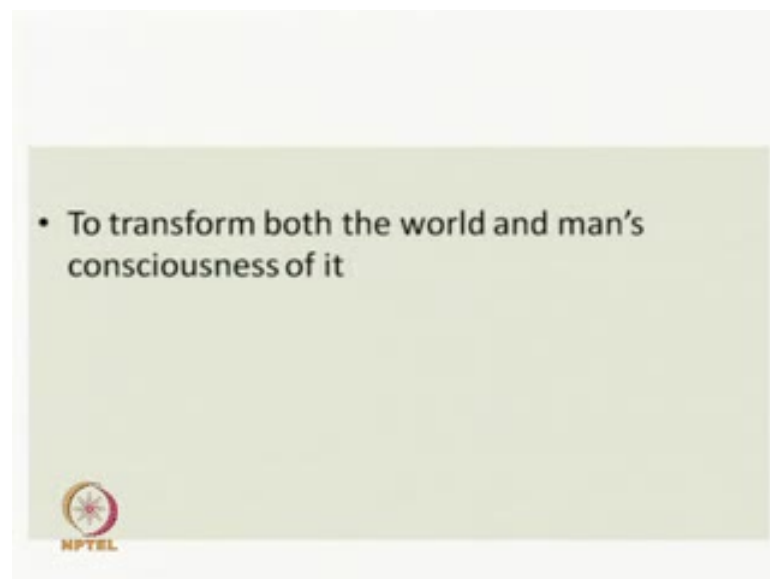 • To transform both the world and man's
consciousness of it
NPTEL